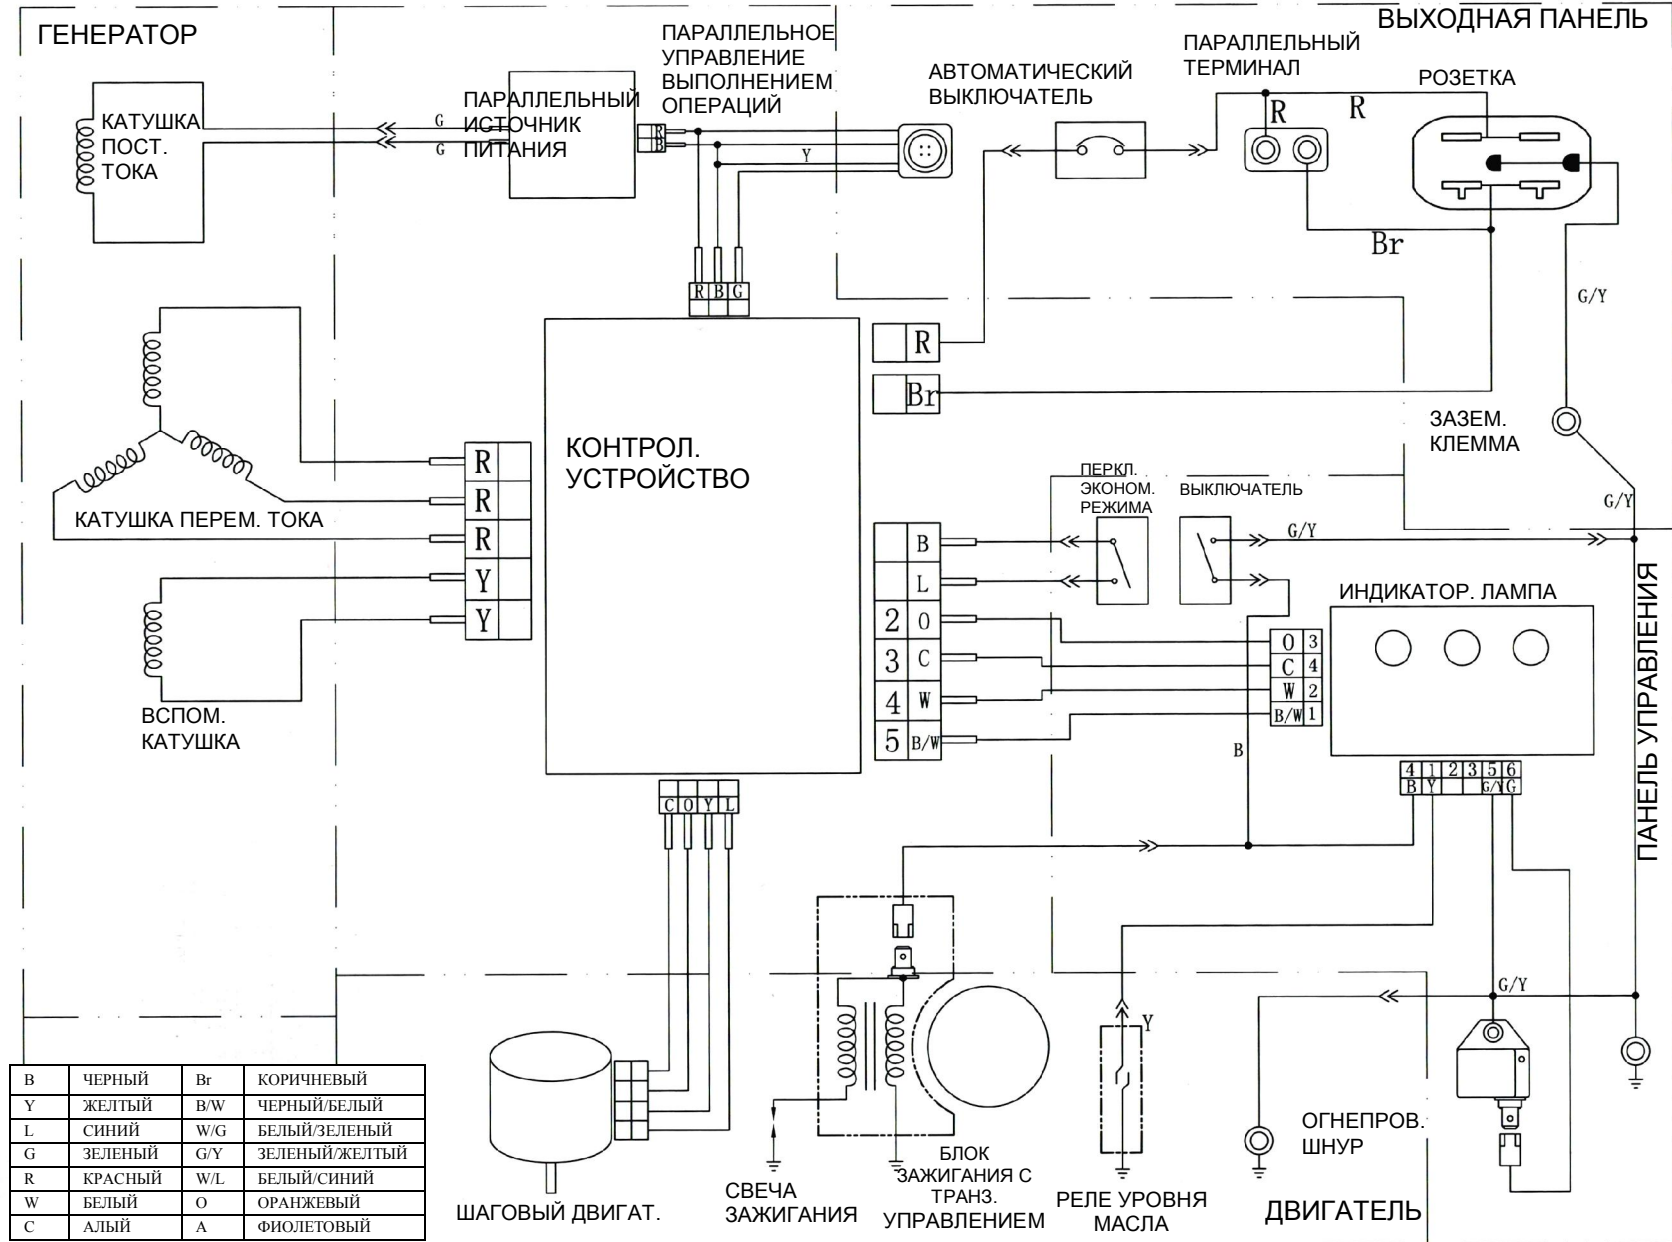 ГЕНЕРАТОР
КАТУШКА
ПОСТ.
ТОКА
G
G
ПАРАЛЛЕЛЬНЫЙ
ИСТОЧНИК
ПИТАНИЯ
ПАРАЛЛЕЛЬНОЕ
УПРАВЛЕНИЕ
ВЫПОЛНЕНИЕМ
ОПЕРАЦИЙ
R
B
Y
R B G
АВТОМАТИЧЕСКИЙ
ВЫКЛЮЧАТЕЛЬ
ВЫХОДНАЯ ПАНЕЛЬ
ПАРАЛЛЕЛЬНЫЙ
ТЕРМИНАЛ
РОЗЕТКА
R
R
Br
G/Y
R
Br
ЗАЗЕМ.
КЛЕММА
G/Y
КОНТРОЛ.
УСТРОЙСТВО
R
R
R
Y
Y
КАТУШКА ПЕРЕМ. ТОКА
ВСПОМ.
КАТУШКА
ПЕРКЛ.
ЭКОНОМ.
РЕЖИМА
ВЫКЛЮЧАТЕЛЬ
G/Y
B
L
2 O
3 C
4 W
5 B/W
O 3
C 4
W 2
B/W 1
B
ИНДИКАТОР. ЛАМПА
4 1 2 3 5 6
B Y G/Y G
ПАНЕЛЬ УПРАВЛЕНИЯ
C O Y L
G/Y
Y
ШАГОВЫЙ ДВИГАТ.
СВЕЧА
ЗАЖИГАНИЯ
БЛОК
ЗАЖИГАНИЯ С
ТРАНЗ.
УПРАВЛЕНИЕМ
РЕЛЕ УРОВНЯ
МАСЛА
ОГНЕПРОВ.
ШНУР
ДВИГАТЕЛЬ
B ЧЕРНЫЙ Br КОРИЧНЕВЫЙ
Y ЖЕЛТЫЙ B/W ЧЕРНЫЙ/БЕЛЫЙ
L СИНИЙ W/G БЕЛЫЙ/ЗЕЛЕНЫЙ
G ЗЕЛЕНЫЙ G/Y ЗЕЛЕНЫЙ/ЖЕЛТЫЙ
R КРАСНЫЙ W/L БЕЛЫЙ/СИНИЙ
W БЕЛЫЙ O ОРАНЖЕВЫЙ
C АЛЫЙ A ФИОЛЕТОВЫЙ